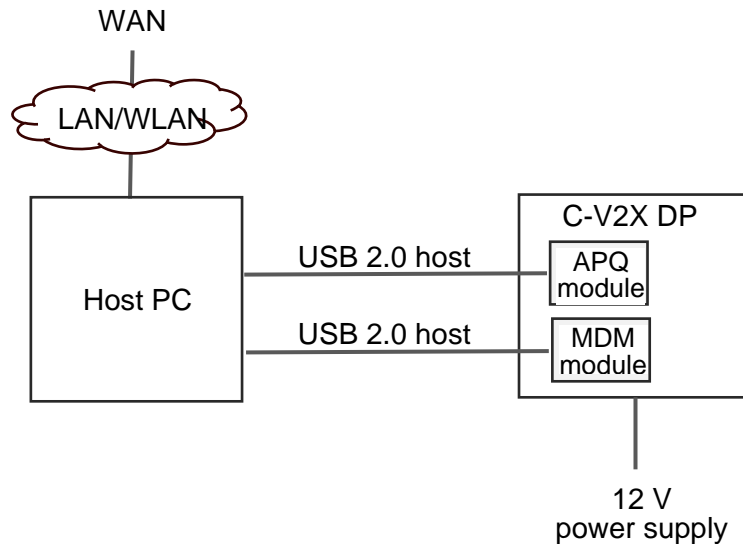 WAN
LAN/WLAN
Host PC
USB 2.0 host
USB 2.0 host
C-V2X DP
APQ
module
MDM
module
12 V
power supply